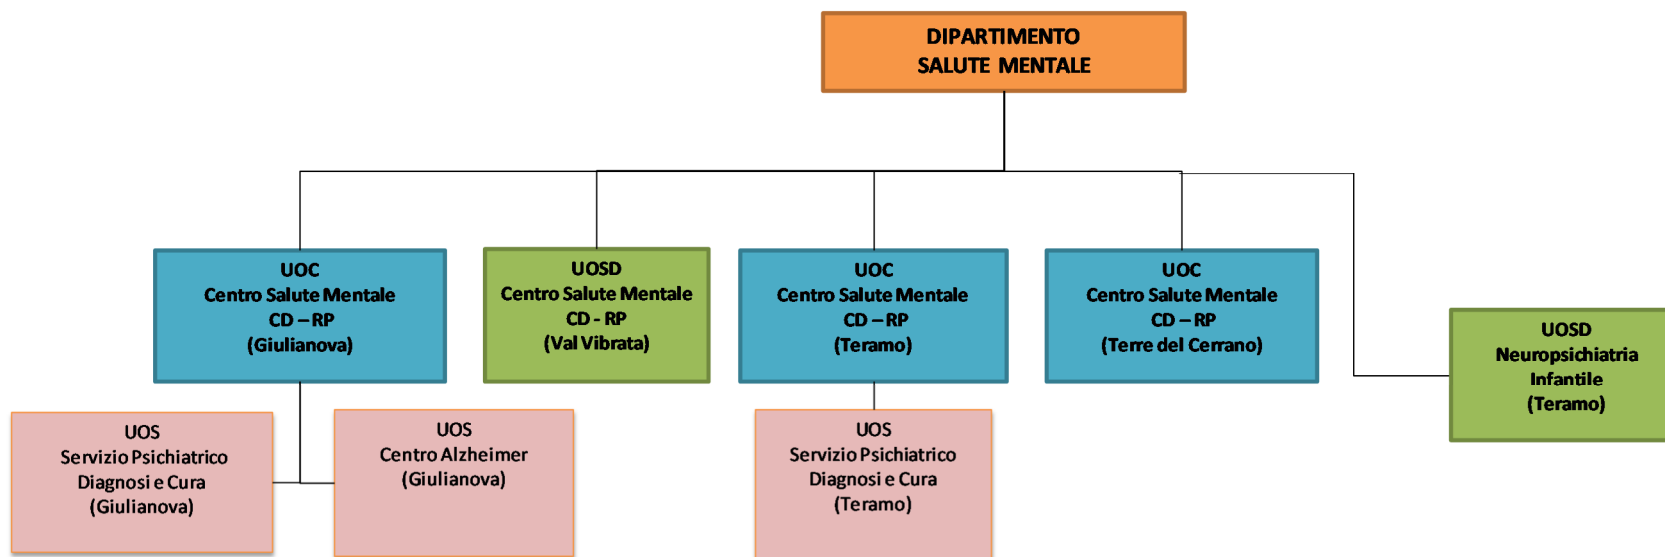 DIPARTIMENTO
SALUTE MENTALE
UOC
Centro Salute Mentale
CD – RP
(Giulianova)
UOSD
Centro Salute Mentale
CD - RP
(Val Vibrata)
UOC
Centro Salute Mentale
CD – RP
(Teramo)
UOC
Centro Salute Mentale
CD – RP
(Terre del Cerrano)
UOSD
Neuropsichiatria
Infantile
(Teramo)
UOS
Servizio Psichiatrico
Diagnosi e Cura
(Giulianova)
UOS
Centro Alzheimer
(Giulianova)
UOS
Servizio Psichiatrico
Diagnosi e Cura
(Teramo)